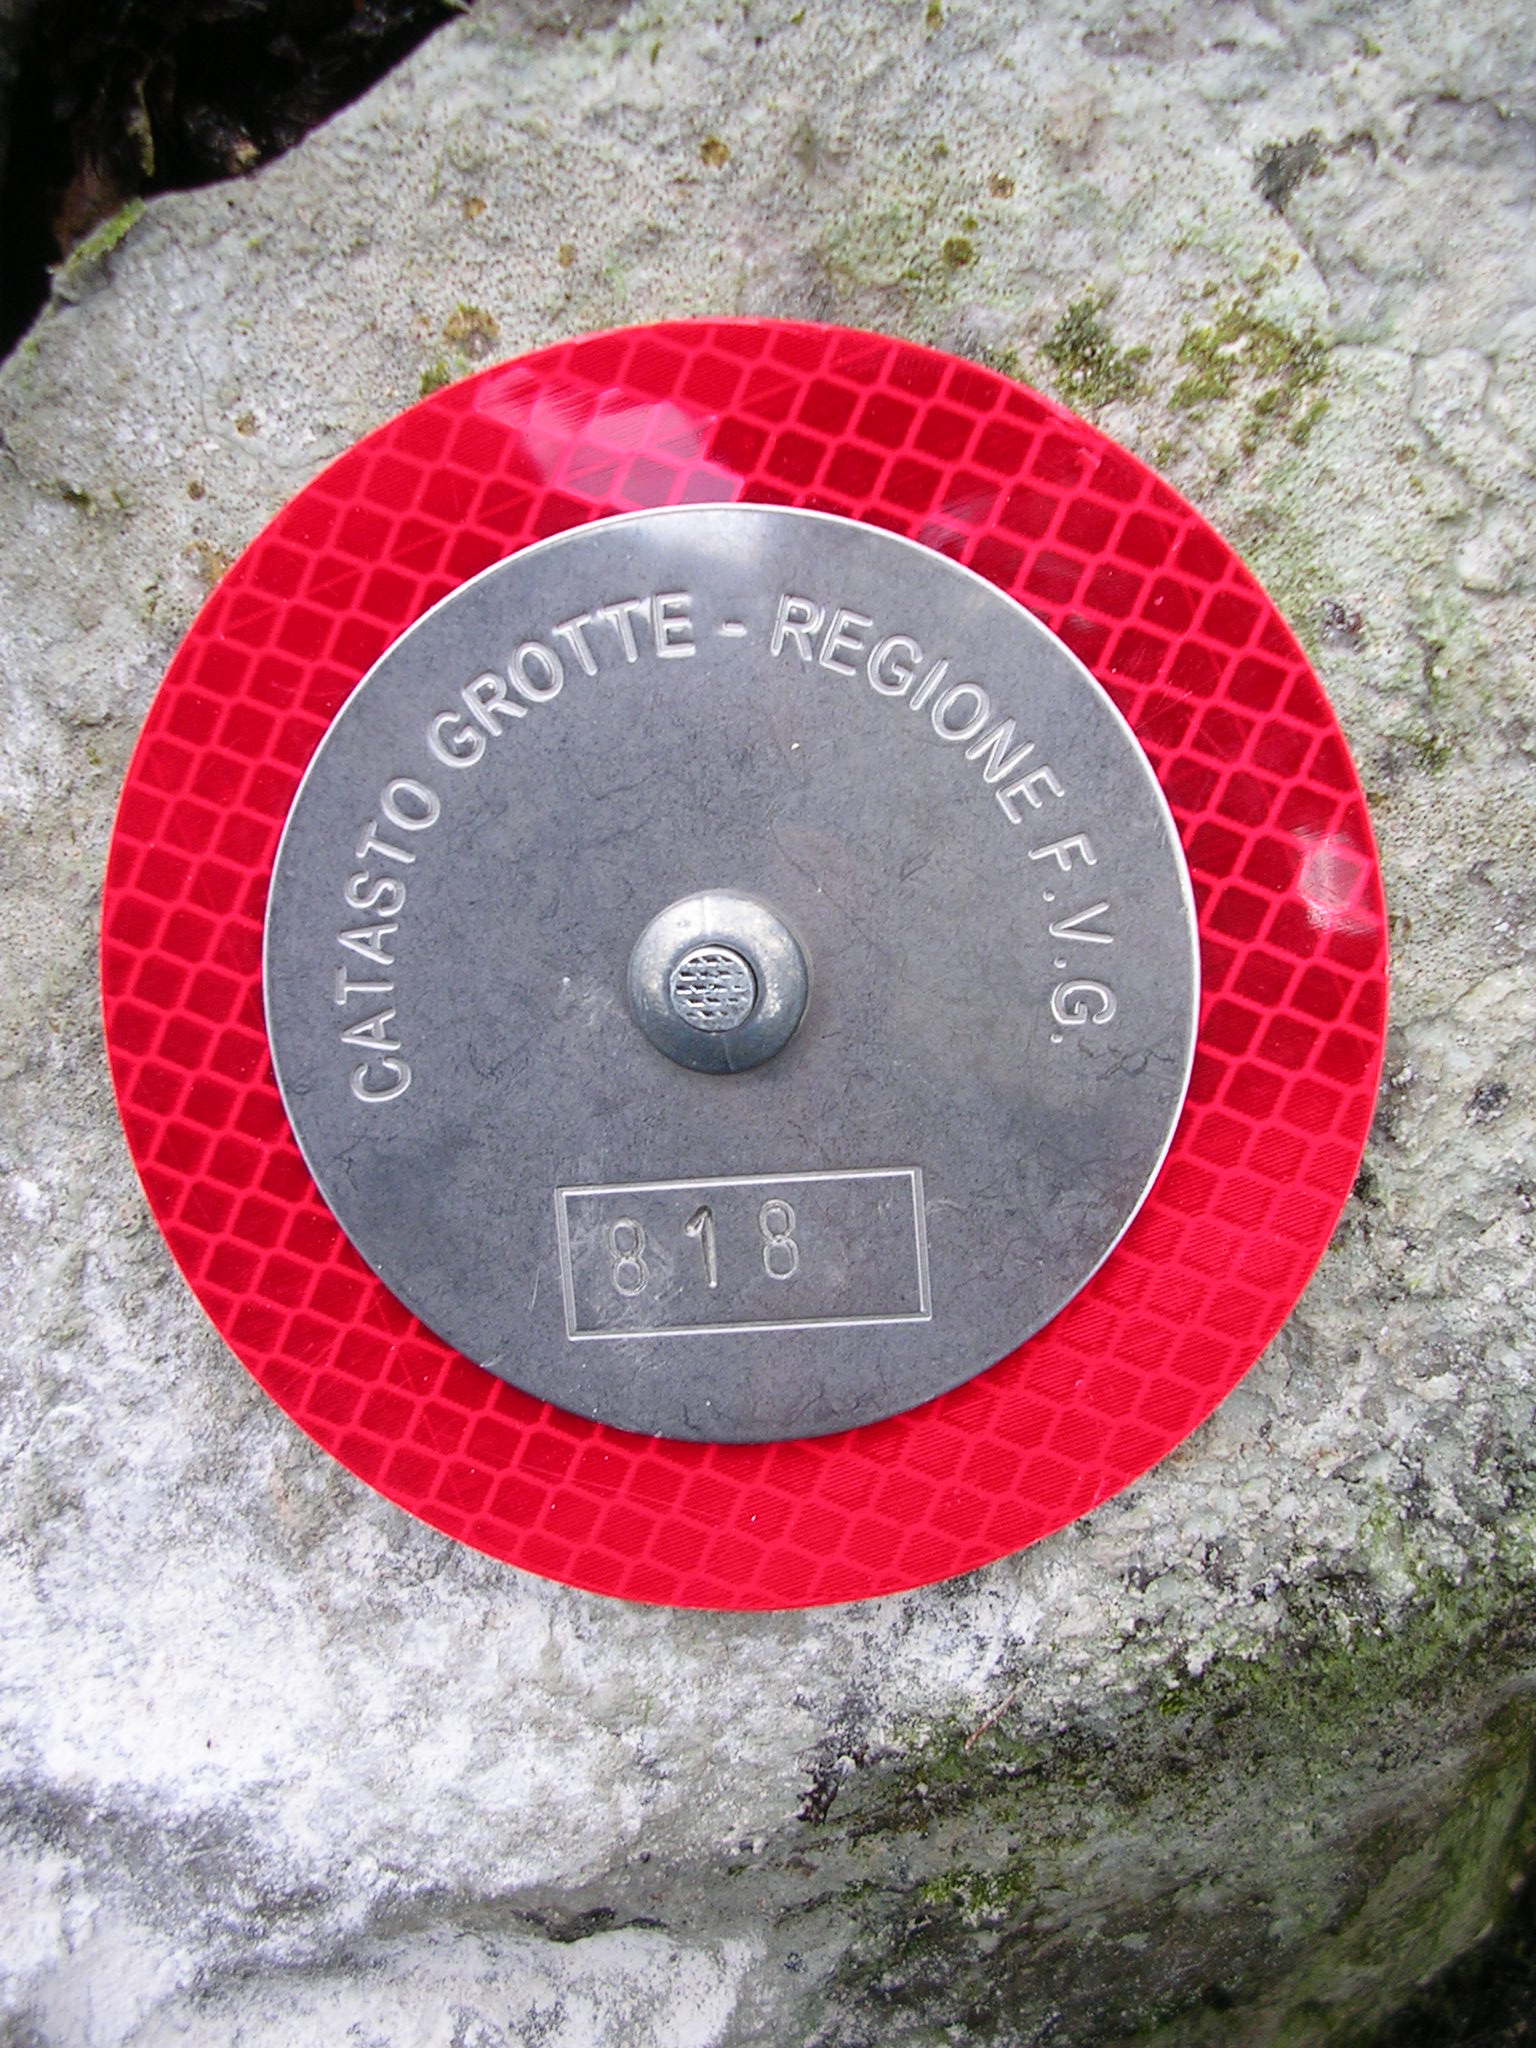 CATASTO GROTTE - REGIONE F.V.G.
818